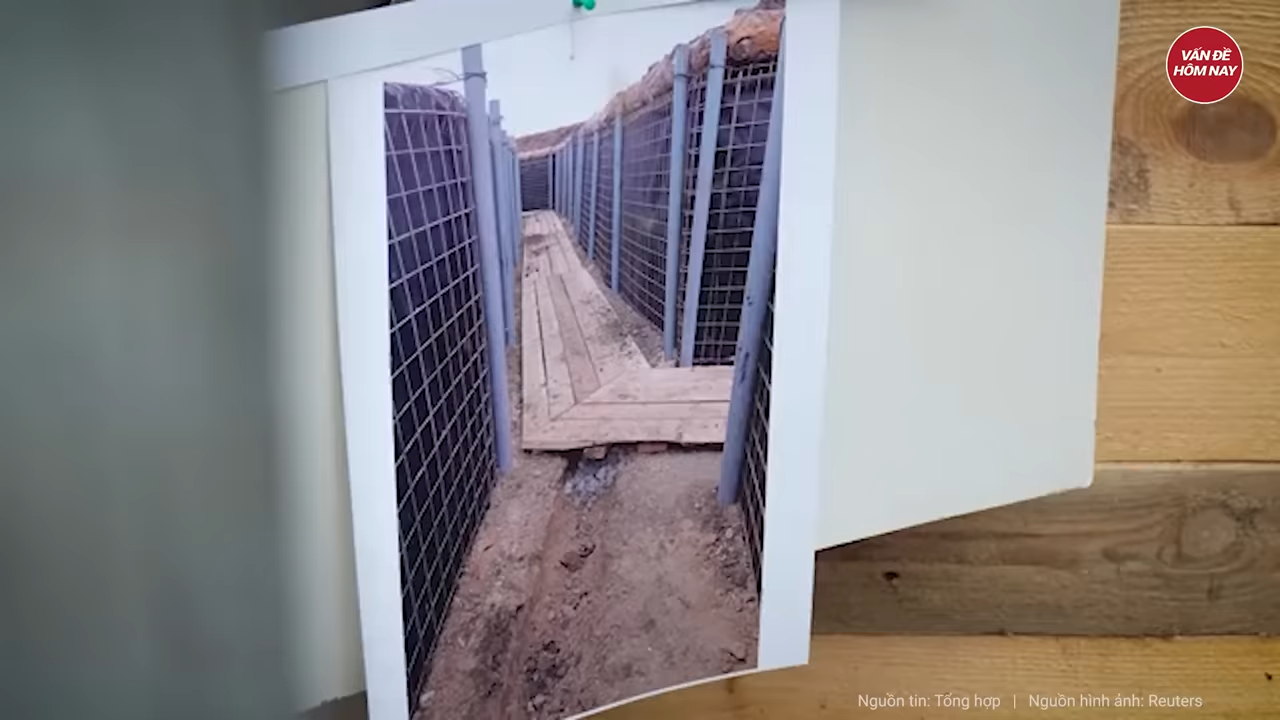 VẤN ĐỀ
HÔM NAY
Nguồn tin: Tổng hợp | Nguồn hình ảnh: Reuters